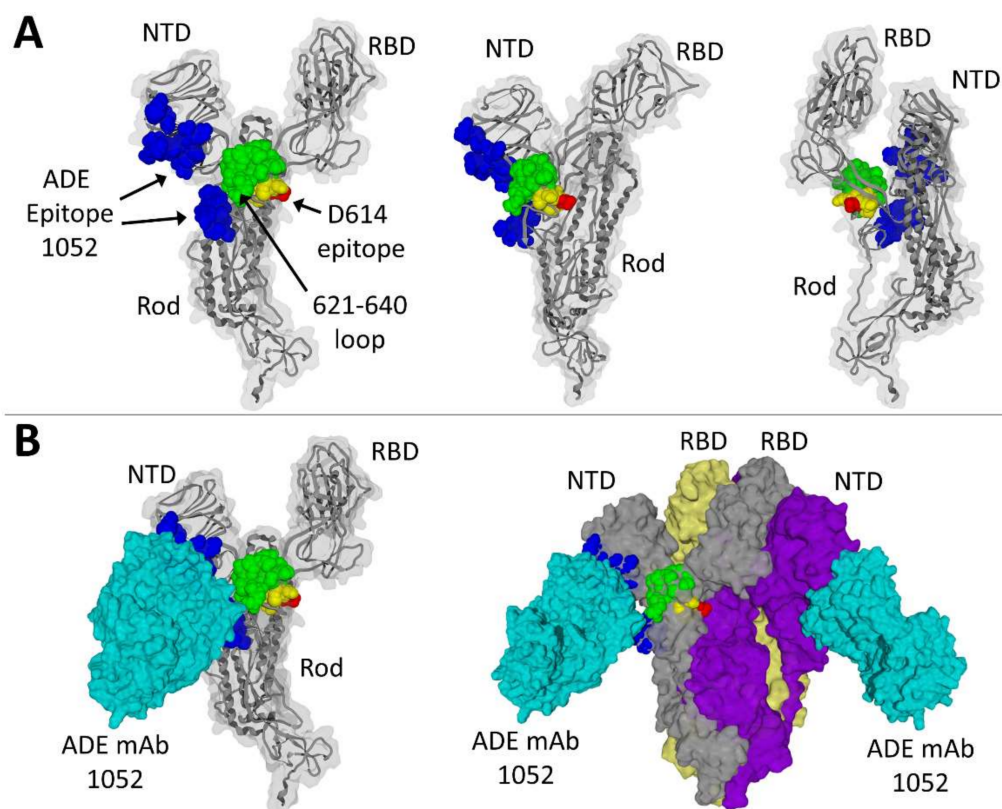 A
NTD
RBD
ADE
Epitope
1052
D614
epitope
Rod
621-640
loop
NTD
RBD
Rod
RBD
NTD
Rod
B
NTD
RBD
Rod
ADE mAb
1052
NTD
RBD
RBD
NTD
ADE mAb
1052
ADE mAb
1052